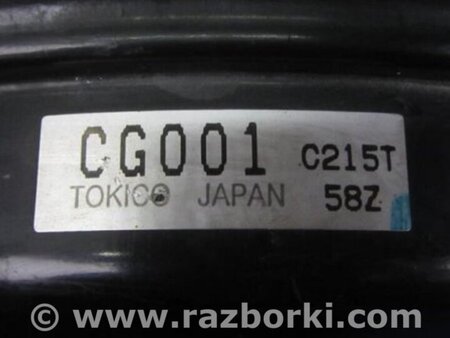 CG001 C215T
TOKICO JAPAN 58Z
© www.razborki.com